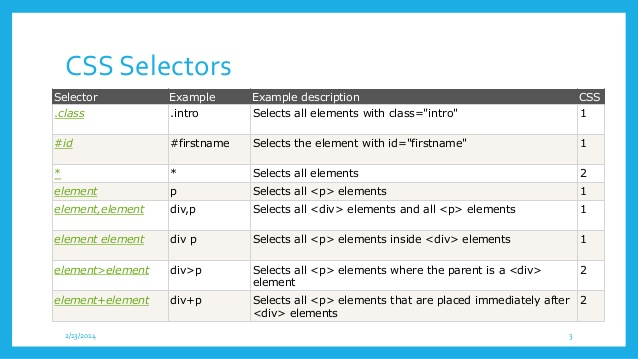 CSS Selectors
Selector Example Example description CSS
.class .intro Selects all elements with class="intro" 1
#id #firstname Selects the element with id="firstname" 1
* * Selects all elements 2
element p Selects all <p> elements 1
element,element div,p Selects all <div> elements and all <p> elements 1
element element div p Selects all <p> elements inside <div> elements 1
element>element div>p Selects all <p> elements where the parent is a <div> 2
element
element+element div+p Selects all <p> elements that are placed immediately after 2
<div> elements
2/13/2014 3